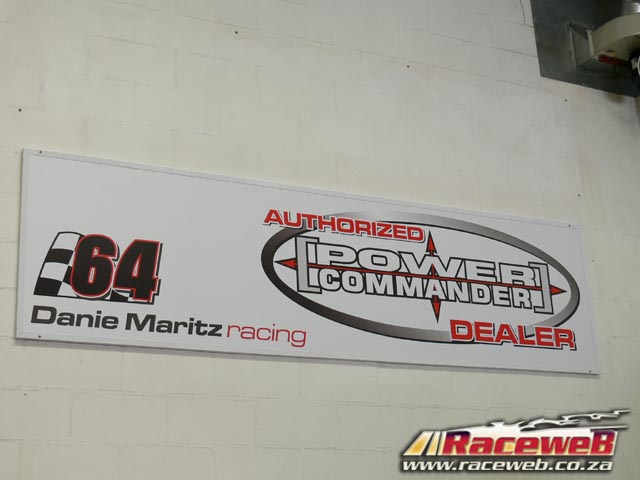 64
Danie Maritz racing
AUTHORIZED
POWER
COMMANDER
DEALER
RaceweB
www.raceweb.co.za